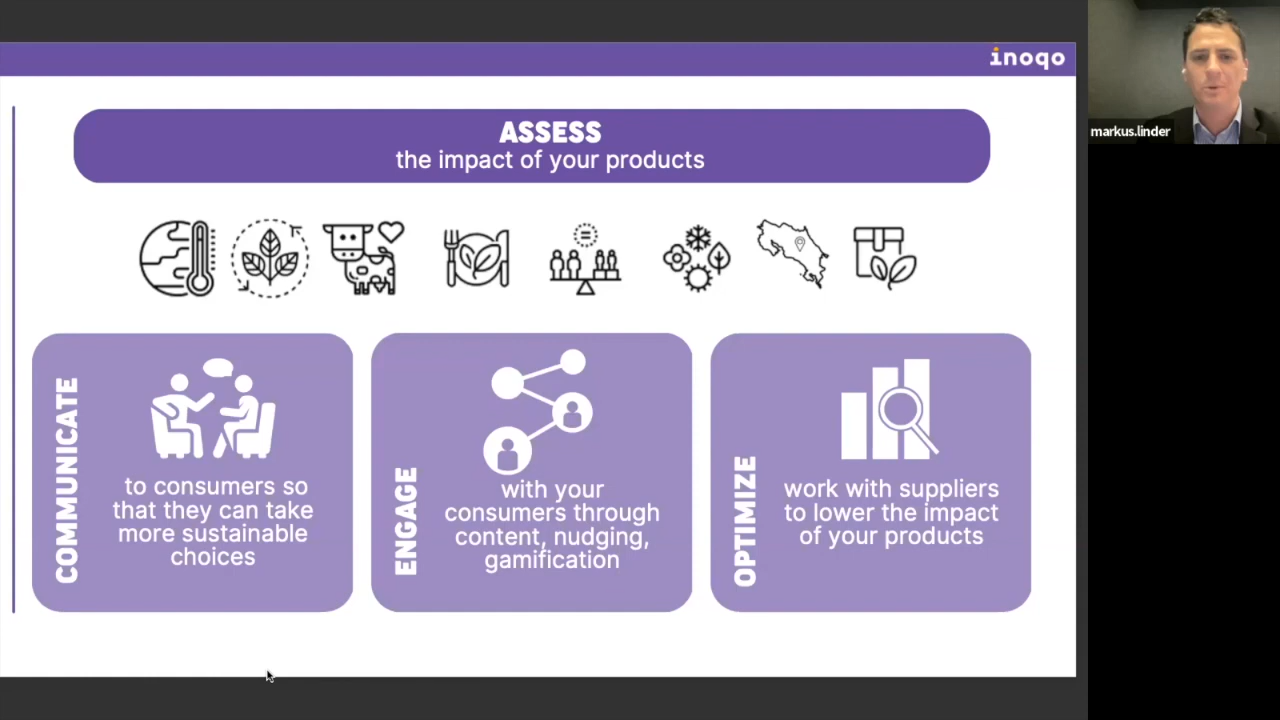 inoqo
markus.linder
ASSESS
the impact of your products
COMMUNICATE
to consumers so
that they can take
more sustainable
choices
ENGAGE
with your
consumers through
content, nudging,
gamification
OPTIMIZE
work with suppliers
to lower the impact
of your products